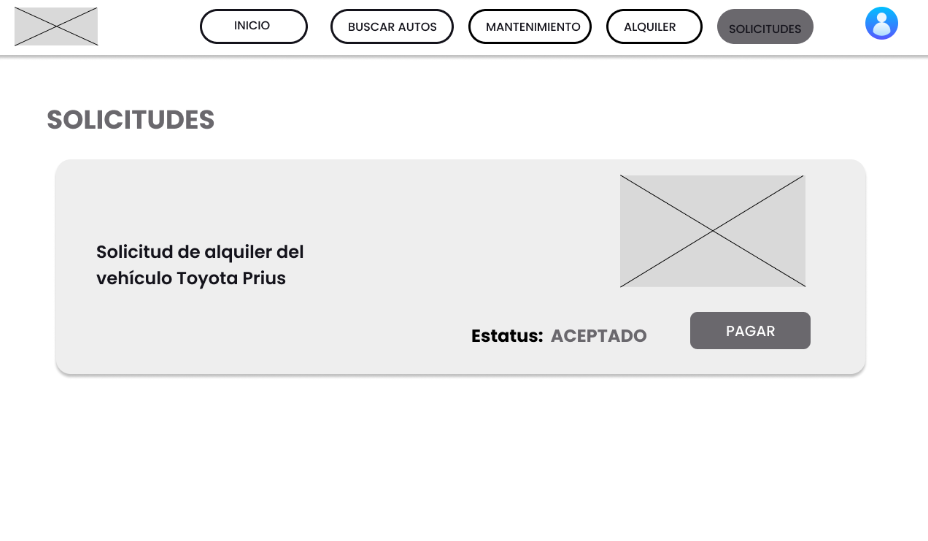 INICIO
BUSCAR AUTOS
MANTENIMIENTO
ALQUILER
SOLICITUDES
SOLICITUDES
Solicitud de alquiler del
vehículo Toyota Prius
Estatus: ACEPTADO
PAGAR